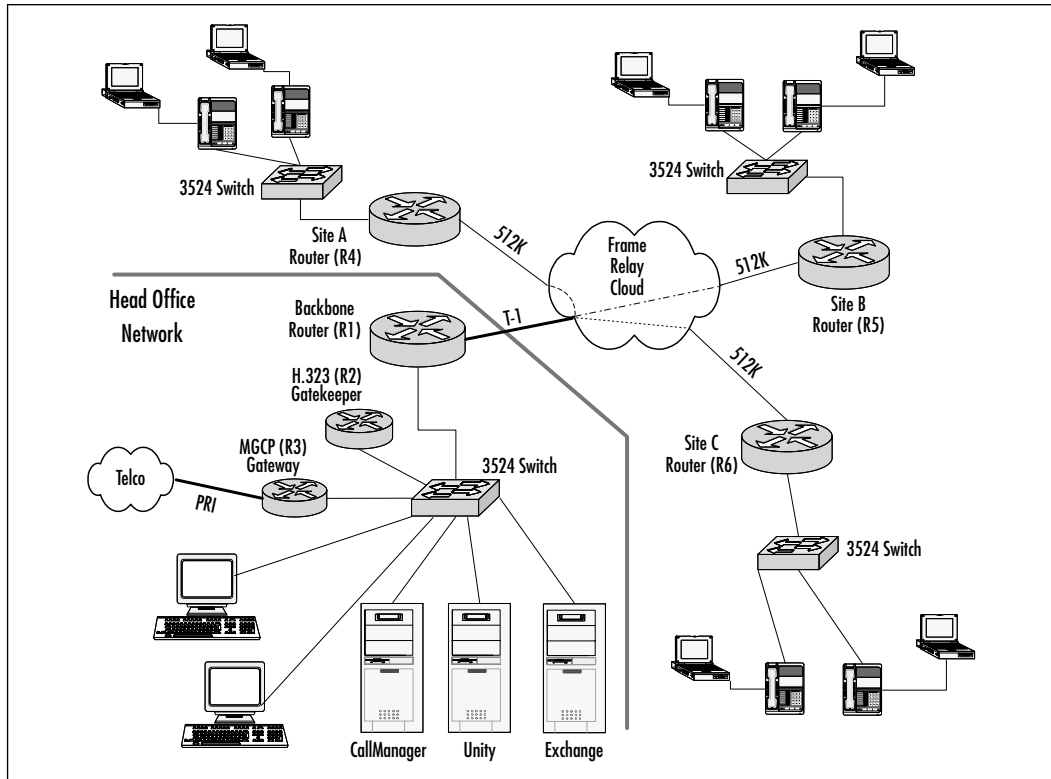 3524 Switch
3524 Switch
Site A
Router (R4)
512K
Frame
Relay
Cloud
512K
Site B
Router (R5)
Head Office
Network
Backbone
Router (R1)
T-1
512K
H.323 (R2)
Gatekeeper
MGCP (R3)
Gateway
3524 Switch
Site C
Router (R6)
Telco
PRI
3524 Switch
CallManager
Unity
Exchange